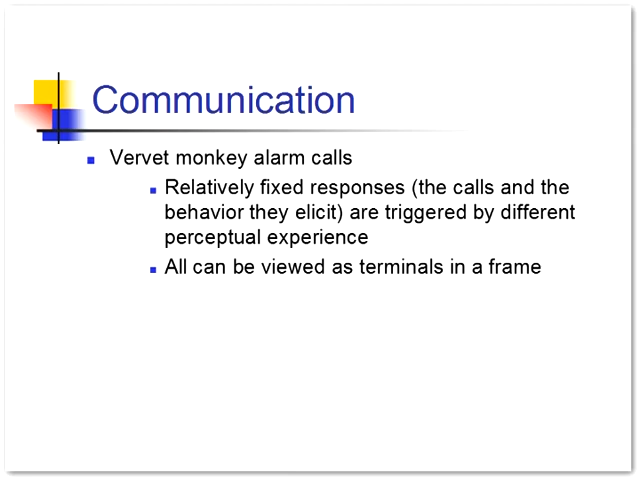 Communication
Vervet monkey alarm calls
Relatively fixed responses (the calls and the
behavior they elicit) are triggered by different
perceptual experience
All can be viewed as terminals in a frame